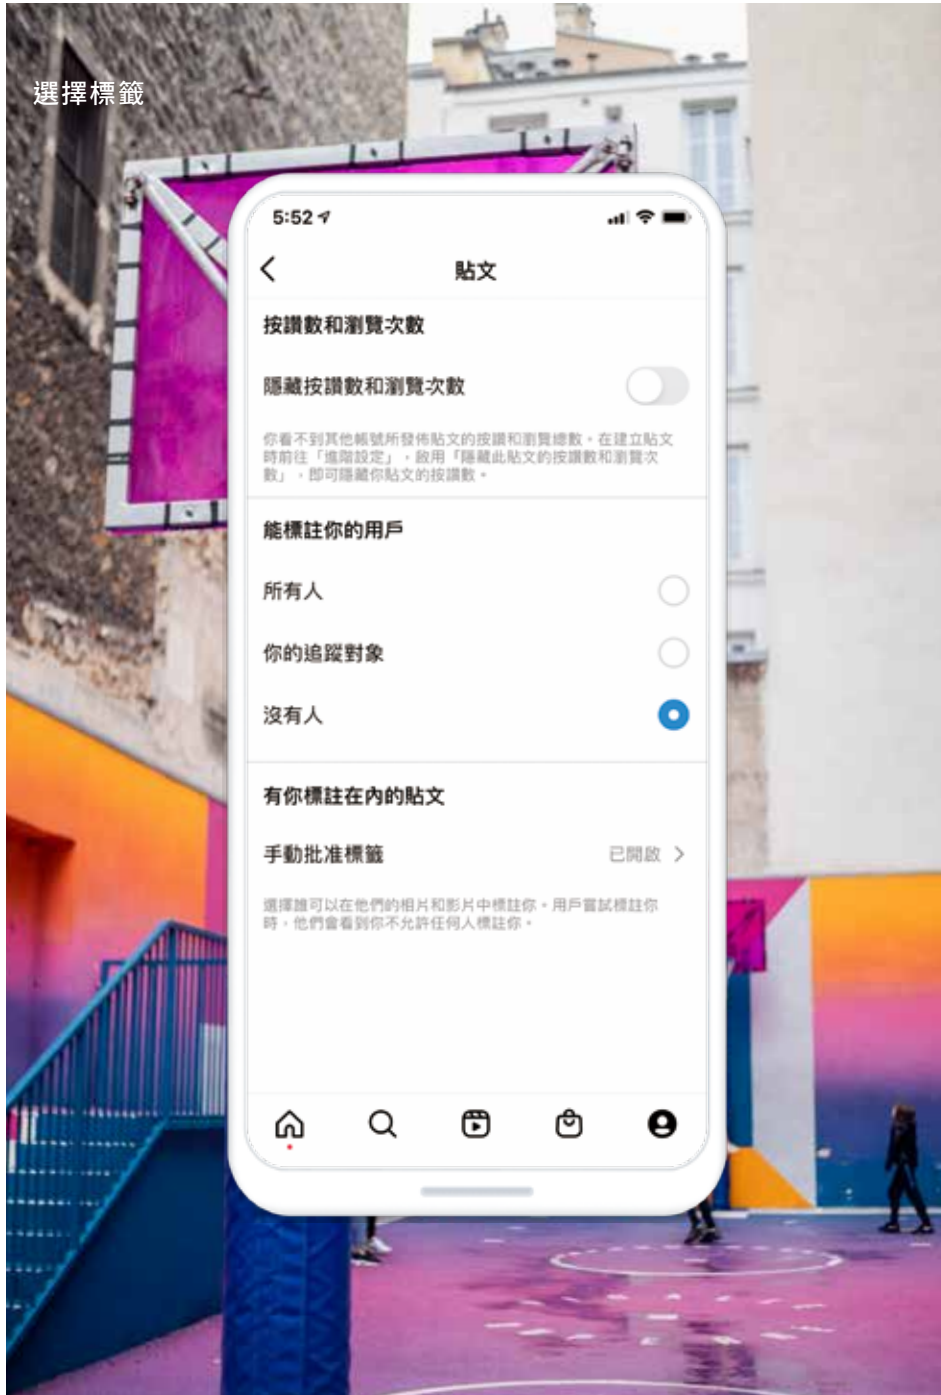 選擇標籤
5:52
貼文
按讚數和瀏覽次數
隱藏按讚數和瀏覽次數
你看不到其他帳號所發佈貼文的按讚和瀏覽總數。在建立貼文
時前往「進階設定」,啟用「隱藏此貼文的按讚數和瀏覽次
數」,即可隱藏你貼文的按讚數。
能標註你的用戶
所有人
你的追蹤對象
沒有人
有你標註在內的貼文
手動批准標籤
已開啟
選擇誰可以在他們的相片和影片中標註你。用戶嘗試標註你
時,他們會看到你不允許任何人標註你。